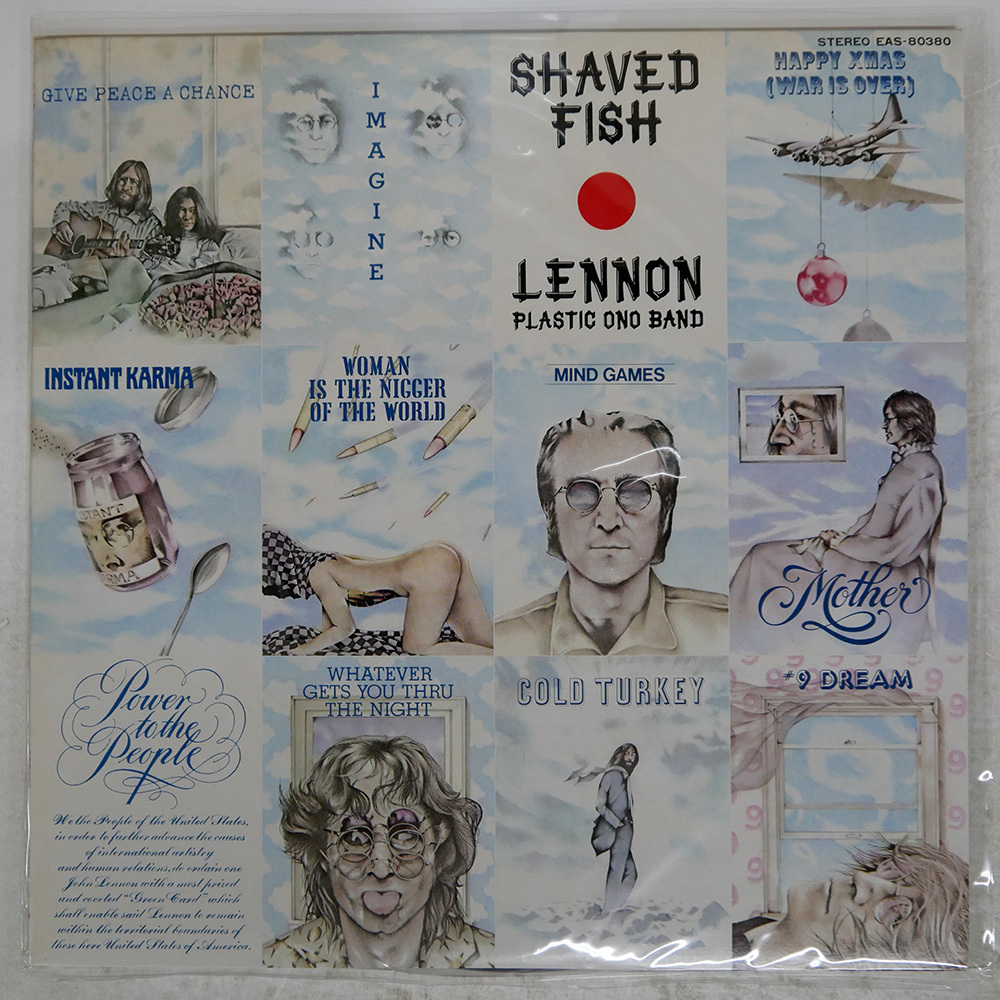 STEREO EAS-80380
GIVE PEACE A CHANCE
I
M
A
G
I
N
E
SHAVED
FISH
LENNON
PLASTIC ONO BAND
HAPPY XMAS
(WAR IS OVER)
INSTANT KARMA
WOMAN
IS THE NIGGER
OF THE WORLD
MIND GAMES
Mother
Power
to the
People
We the People of the United States,
in order to further advance the causes
of international artistry
and human relations, do ordain one
John Lennon with a most prized
and coveted "Green Card" which
shall enable said Lennon to remain
within the territorial boundaries of
these here United States of America.
WHATEVER
GETS YOU THRU
THE NIGHT
COLD TURKEY
#9 DREAM